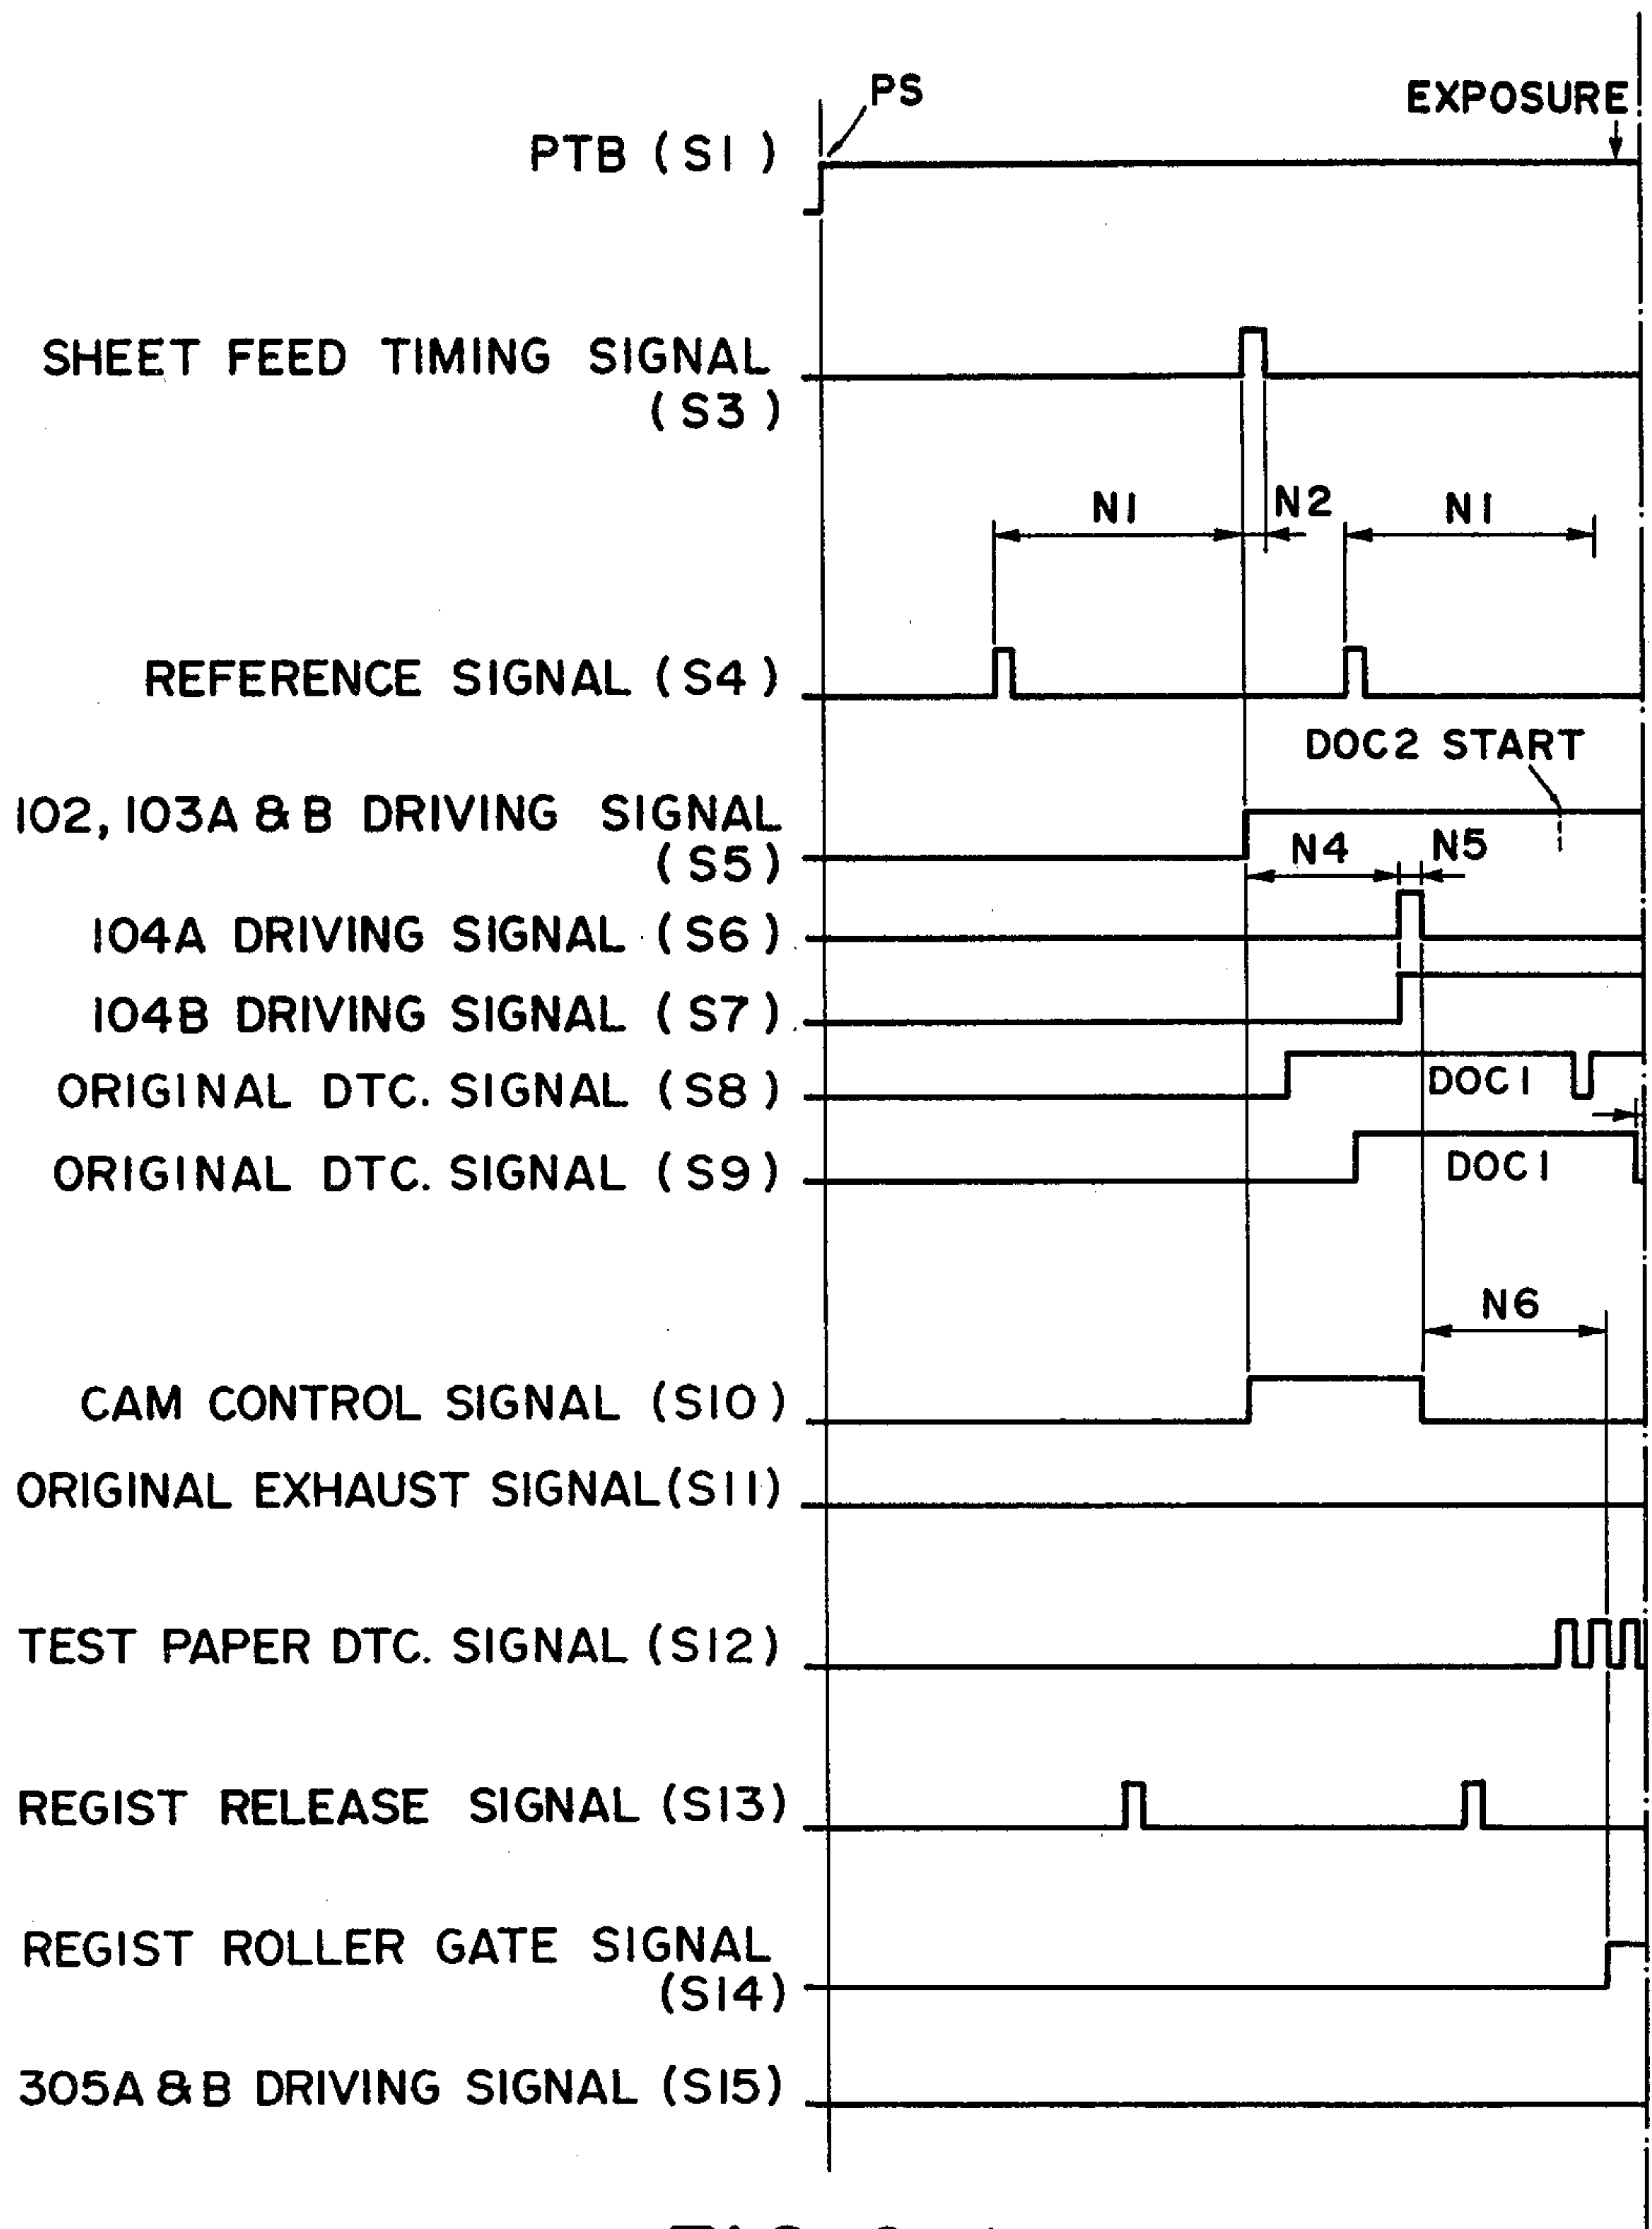 PS
EXPOSURE
PTB (S1)
SHEET FEED TIMING SIGNAL
(S3)
N1 N2 N1
REFERENCE SIGNAL (S4)
DOC2 START
102, 103A & B DRIVING SIGNAL
(S5)
N4 N5
104A DRIVING SIGNAL (S6)
104B DRIVING SIGNAL (S7)
ORIGINAL DTC. SIGNAL (S8)
DOC1
ORIGINAL DTC. SIGNAL (S9)
DOC1
N6
CAM CONTROL SIGNAL (S10)
ORIGINAL EXHAUST SIGNAL(S11)
TEST PAPER DTC. SIGNAL (S12)
REGIST RELEASE SIGNAL (S13)
REGIST ROLLER GATE SIGNAL
(S14)
305A & B DRIVING SIGNAL (S15)